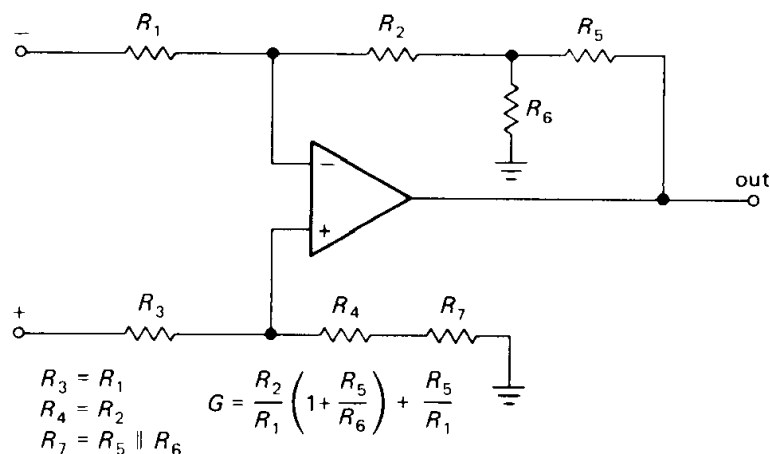 − R₁ R₂ R₅
R₆
−
out
+
+ R₃ R₄ R₇
R₃ = R₁
R₄ = R₂
R₇ = R₅ ∥ R₆
G = R₂/R₁ (1 + R₅/R₆) + R₅/R₁